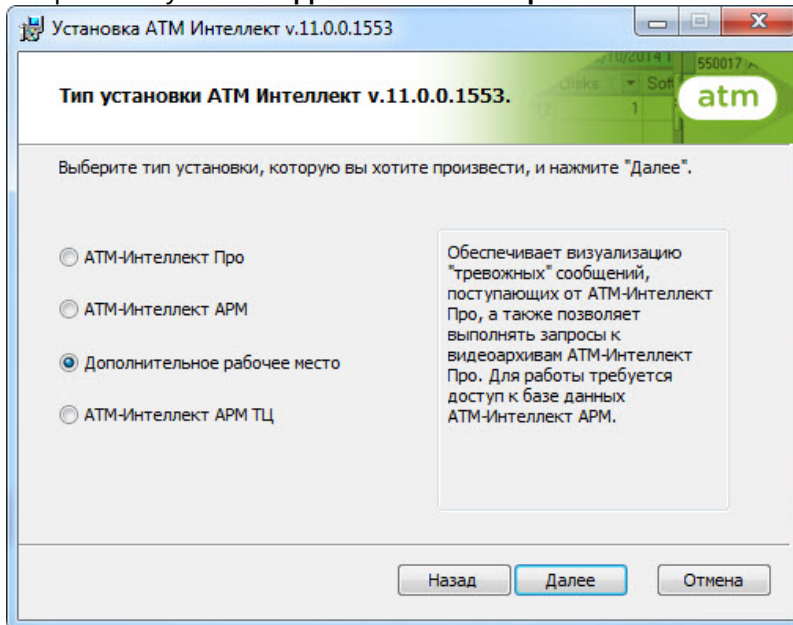 Установка АТМ Интеллект v.11.0.0.1553
Тип установки АТМ Интеллект v.11.0.0.1553.
550017
atm
1
Выберите тип установки, которую вы хотите произвести, и нажмите "Далее".
АТМ-Интеллект Про
АТМ-Интеллект АРМ
Дополнительное рабочее место
АТМ-Интеллект АРМ ТЦ
Обеспечивает визуализацию
"тревожных" сообщений,
поступающих от АТМ-Интеллект
Про, а также позволяет
выполнять запросы к
видеоархивам АТМ-Интеллект
Про. Для работы требуется
доступ к базе данных
АТМ-Интеллект АРМ.
Назад
Далее
Отмена